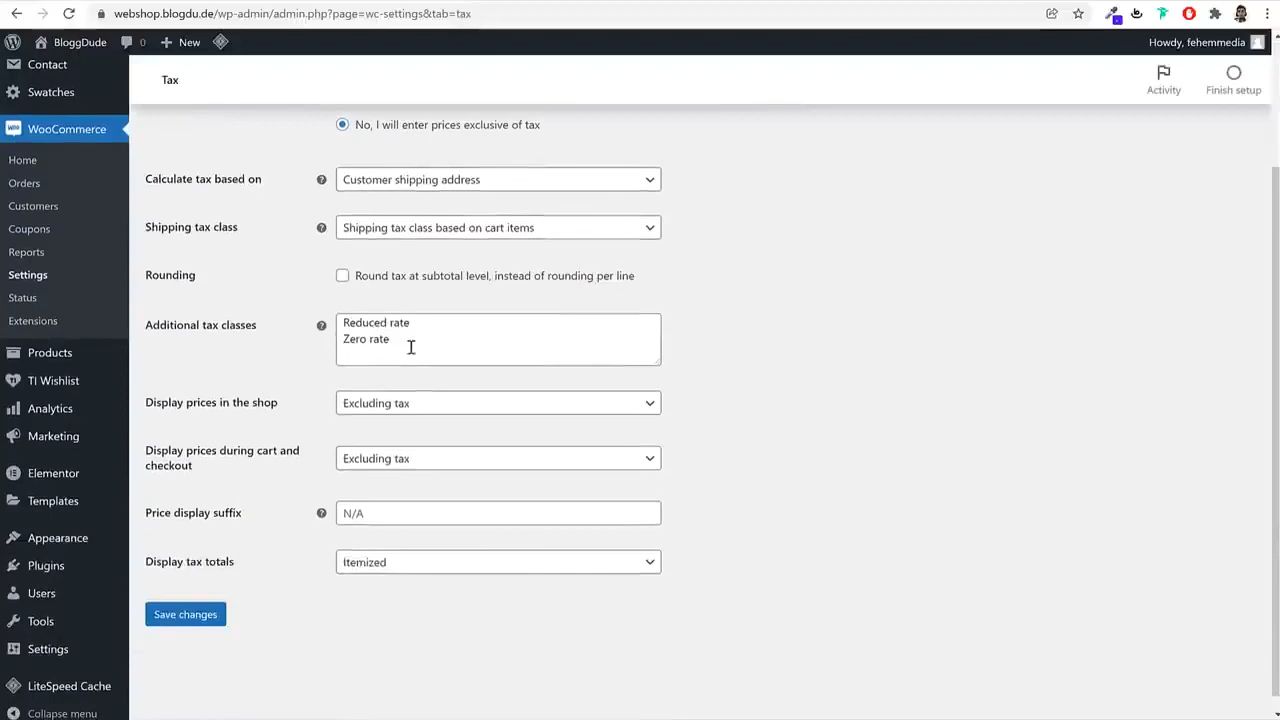 webshop.blogdu.de/wp-admin/admin.php?page=wc-settings&tab=tax
BloggDude
0
New
Howdy, fehemmedia
Contact
Swatches
WooCommerce
Home
Orders
Customers
Coupons
Reports
Settings
Status
Extensions
Products
TI Wishlist
Analytics
Marketing
Elementor
Templates
Appearance
Plugins
Users
Tools
Settings
LiteSpeed Cache
Collapse menu
Tax
Activity
Finish setup
No, I will enter prices exclusive of tax
Calculate tax based on
Customer shipping address
Shipping tax class
Shipping tax class based on cart items
Rounding
Round tax at subtotal level, instead of rounding per line
Additional tax classes
Reduced rate
Zero rate
Display prices in the shop
Excluding tax
Display prices during cart and
checkout
Excluding tax
Price display suffix
N/A
Display tax totals
Itemized
Save changes